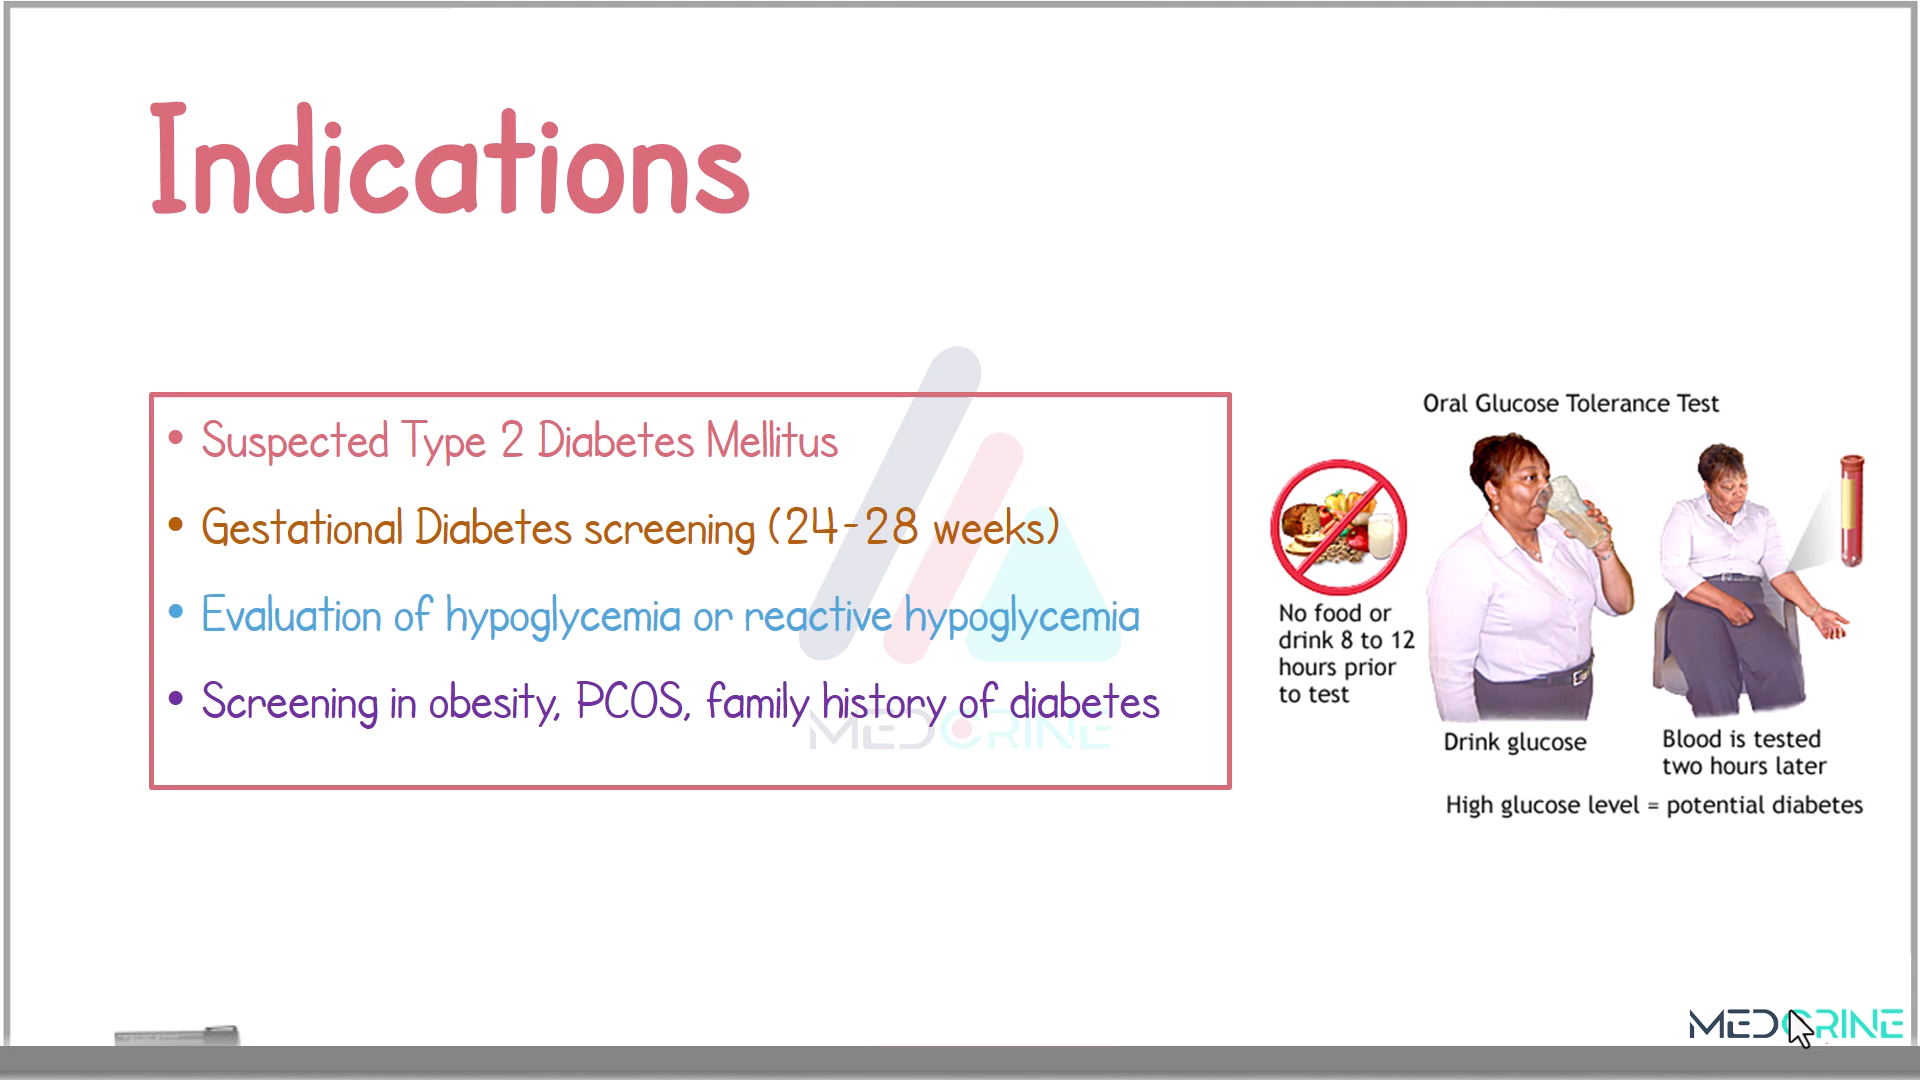 Indications
• Suspected Type 2 Diabetes Mellitus
• Gestational Diabetes screening (24-28 weeks)
• Evaluation of hypoglycemia or reactive hypoglycemia
• Screening in obesity, PCOS, family history of diabetes
MEDCRINE
Oral Glucose Tolerance Test
No food or
drink 8 to 12
hours prior
to test
Drink glucose
Blood is tested
two hours later
High glucose level = potential diabetes
MEDCRINE